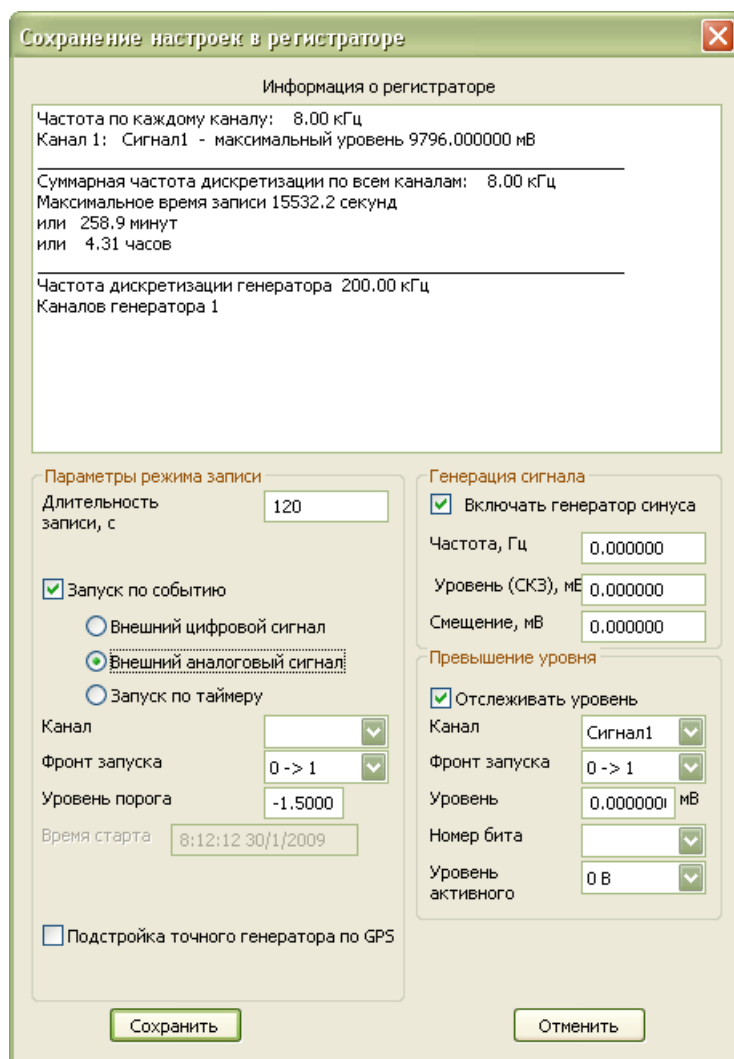 Сохранение настроек в регистраторе
Информация о регистраторе
Частота по каждому каналу: 8.00 кГц
Канал 1: Сигнал1 - максимальный уровень 9796.000000 мВ
Суммарная частота дискретизации по всем каналам: 8.00 кГц
Максимальное время записи 15532.2 секунд
или 258.9 минут
или 4.31 часов
Частота дискретизации генератора 200.00 кГц
Каналов генератора 1
Параметры режима записи
Длительность записи, с
120
Запуск по событию
Внешний цифровой сигнал
Внешний аналоговый сигнал
Запуск по таймеру
Канал
Фронт запуска 0 -> 1
Уровень порога -1.5000
Время старта 8:12:12 30/1/2009
Подстройка точного генератора по GPS
Генерация сигнала
Включать генератор синуса
Частота, Гц 0.000000
Уровень (СКЗ), мВ 0.000000
Смещение, мВ 0.000000
Превышение уровня
Отслеживать уровень
Канал Сигнал1
Фронт запуска 0 -> 1
Уровень 0.000000 мВ
Номер бита
Уровень активного 0 В
Сохранить
Отменить